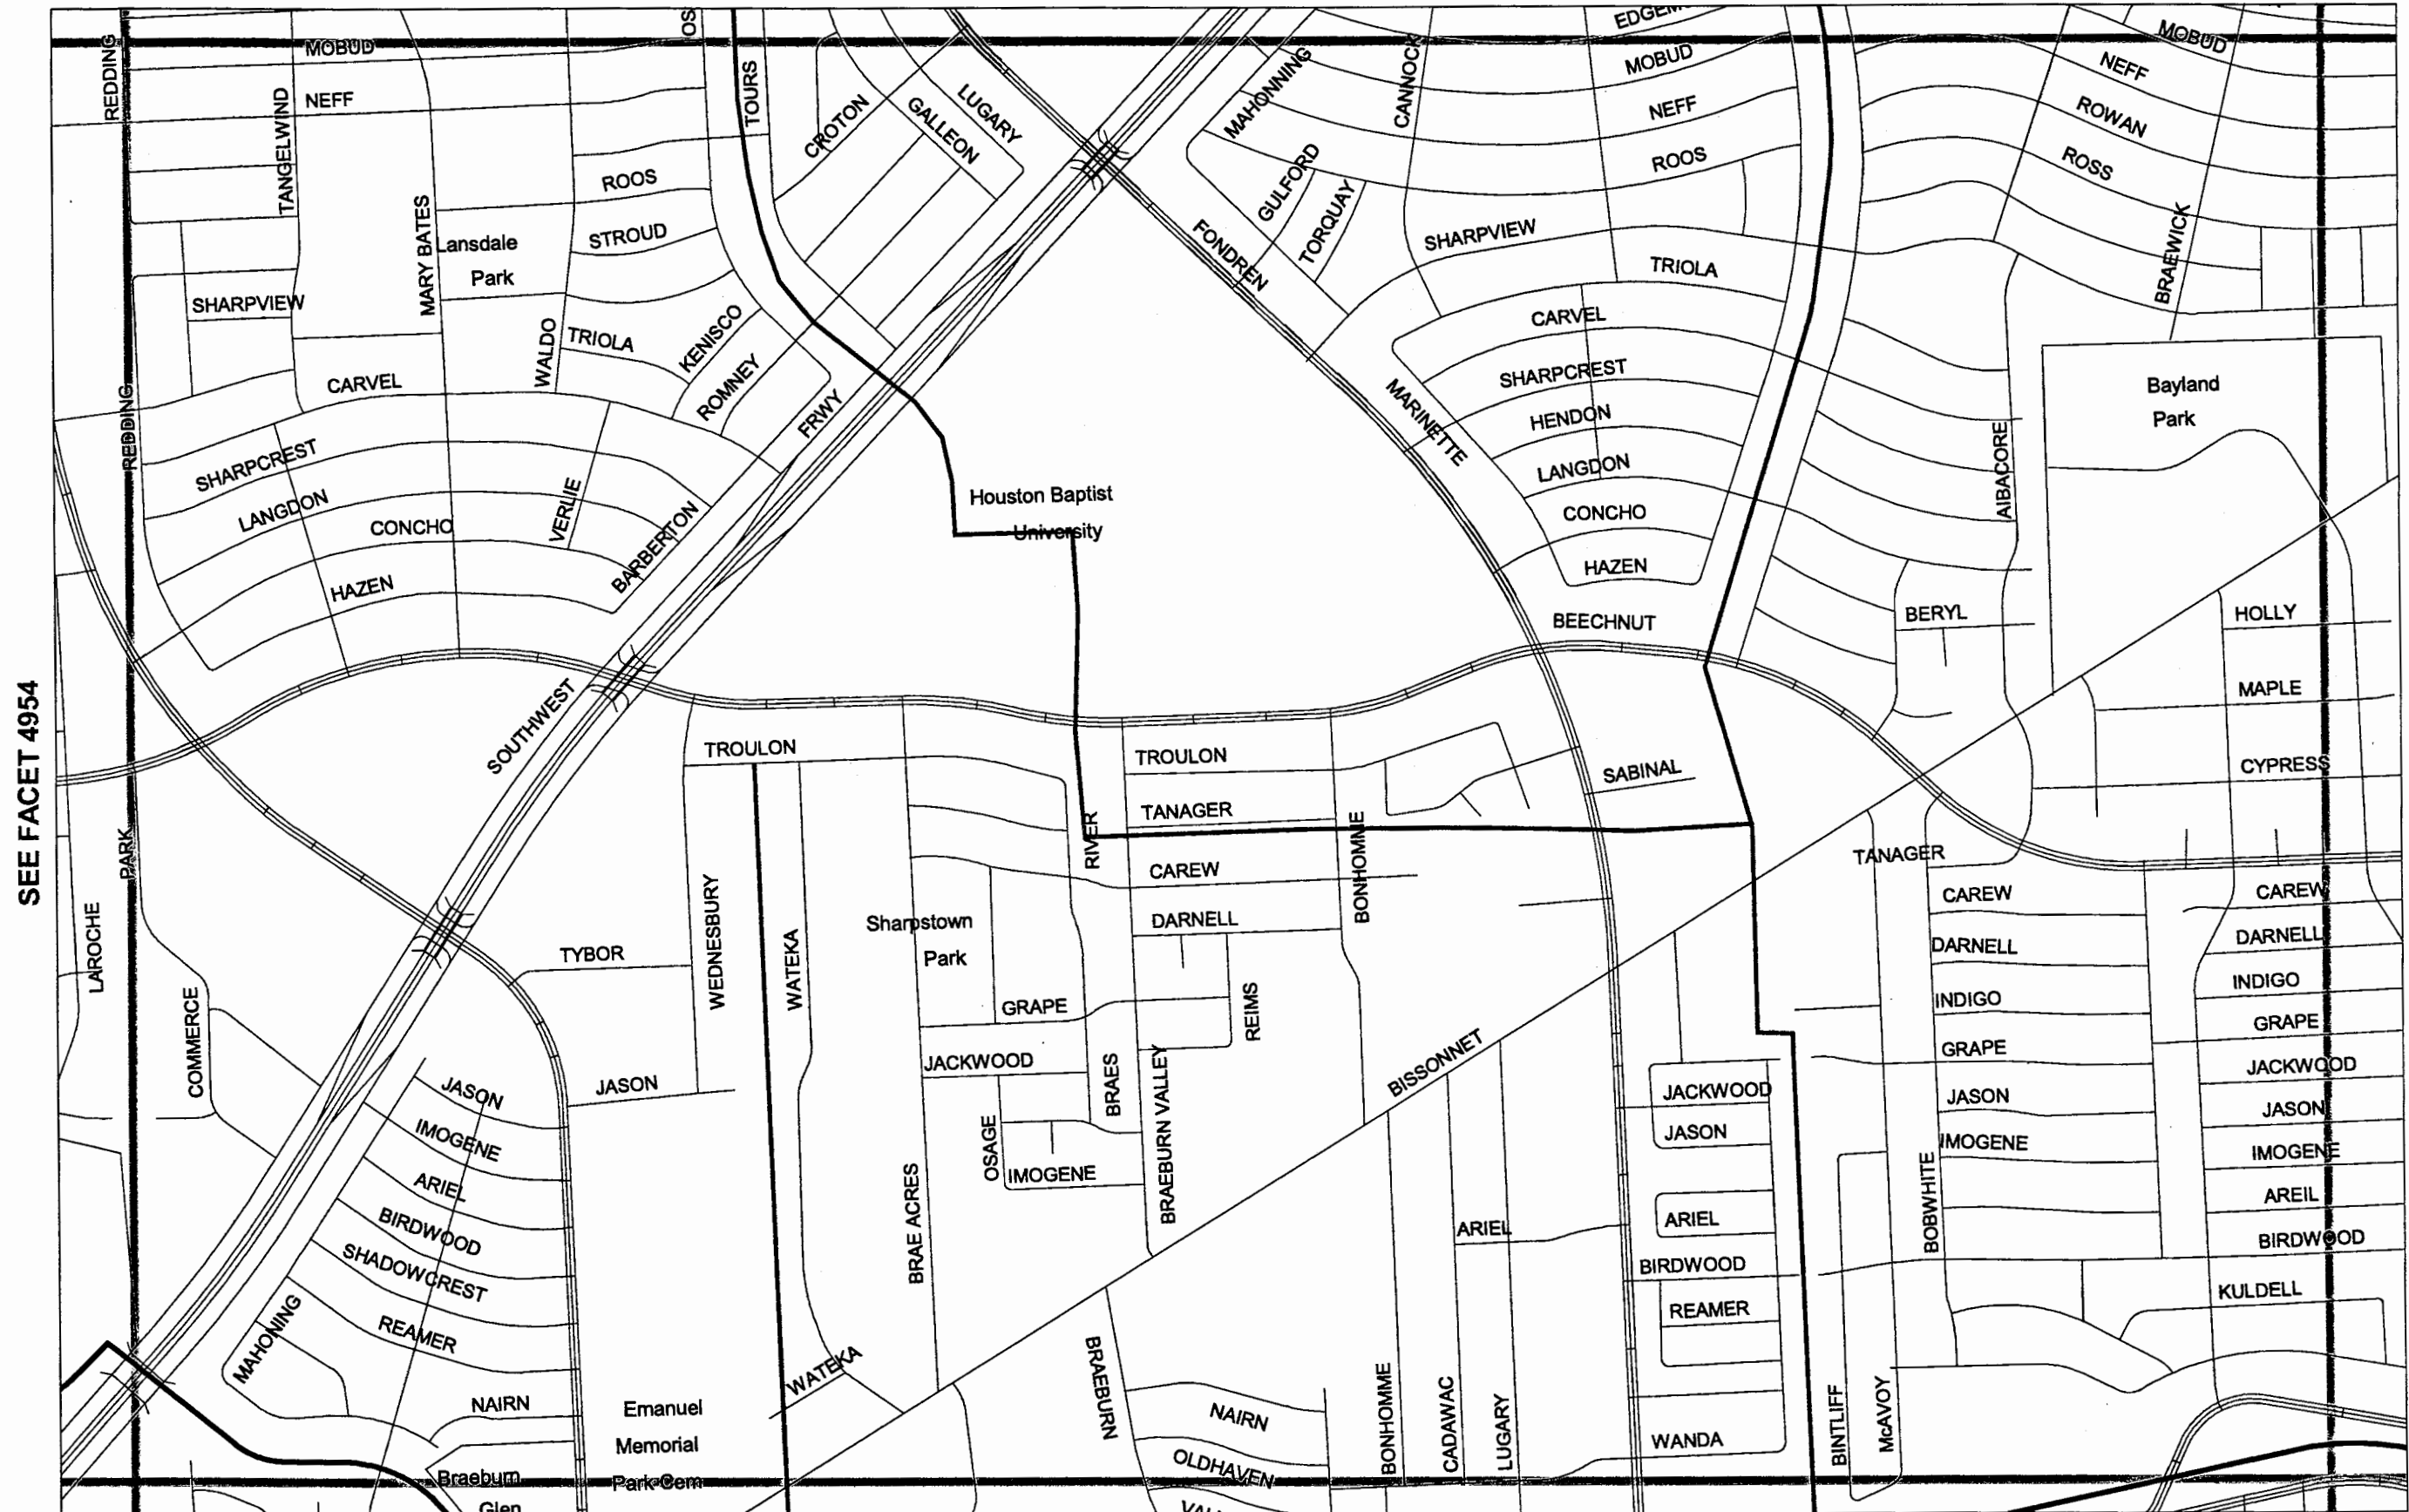 MOBUD
REDDING
TOURS
EDGEM
MOBUD
MOBUD
NEFF
TANGELWIND
CROTON
GALLEON
LUGARY
MAHONNING
CANNOCK
NEFF
NEFF
ROWAN
ROOS
ROOS
ROSS
MARY BATES
Lansdale
Park
STROUD
GULFORD
TORQUAY
FONDREN
SHARPVIEW
TRIOLA
BRAEWICK
SHARPVIEW
WALDO
TRIOLA
KENISCO
ROMNEY
CARVEL
CARVEL
REDDING
FRWY
MARINETTE
SHARPCREST
HENDON
LANGDON
Bayland
Park
AIBACORE
SHARPCREST
LANGDON
CONCHO
VERLIE
BARBERTON
HAZEN
Houston Baptist
University
CONCHO
HAZEN
BEECHNUT
BERYL
HOLLY
MAPLE
CYPRESS
SEE FACET 4954
SOUTHWEST
TROULON
TROULON
SABINAL
TANAGER
PARK
RIVER
BONHOMME
TANAGER
CAREW
CAREW
CAREW
LAROCHE
WEDNESBURY
WATEKA
Sharpstown
Park
DARNELL
DARNELL
DARNELL
TYBOR
COMMERCE
GRAPE
REIMS
INDIGO
INDIGO
GRAPE
GRAPE
JACKWOOD
BRAES
BRAEBURN VALLEY
BISSONNET
JACKWOOD
JACKWOOD
JASON
JASON
JASON
JASON
JASON
IMOGENE
OSAGE
IMOGENE
IMOGENE
IMOGENE
BOBWHITE
ARIEL
BRAE ACRES
ARIEL
ARIEL
AREIL
BIRDWOOD
BIRDWOOD
BIRDWOOD
SHADOWCREST
REAMER
KULDELL
MAHONING
REAMER
WATEKA
BRAEBURN
BONHOMME
CADAWAC
LUGARY
BINTLIFF
McAVOY
NAIRN
Emanuel
Memorial
Park Cem
NAIRN
OLDHAVEN
WANDA
Braeburn
Glen